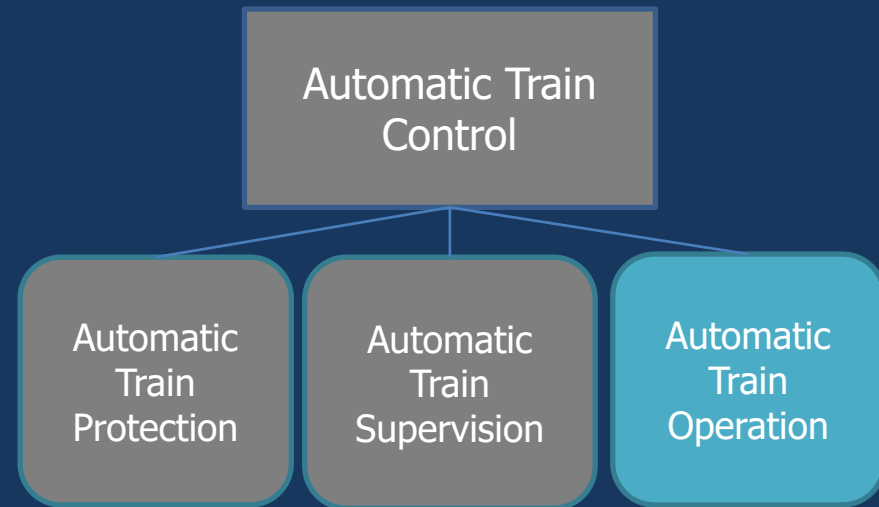 Automatic Train
Control
Automatic
Train
Protection
Automatic
Train
Supervision
Automatic
Train
Operation